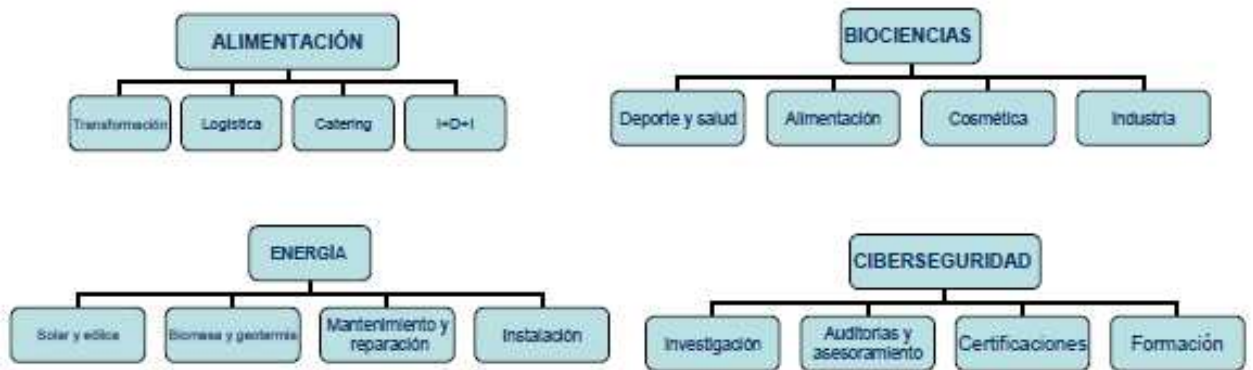 ALIMENTACIÓN
Transformación
Logística
Catering
I+D+I
BIOCIENCIAS
Deporte y salud
Alimentación
Cosmética
Industria
ENERGÍA
Solar y eólica
Biomasa y geotermia
Mantenimiento y
reparación
Instalación
CIBERSEGURIDAD
Investigación
Auditorias y
asesoramiento
Certificaciones
Formación